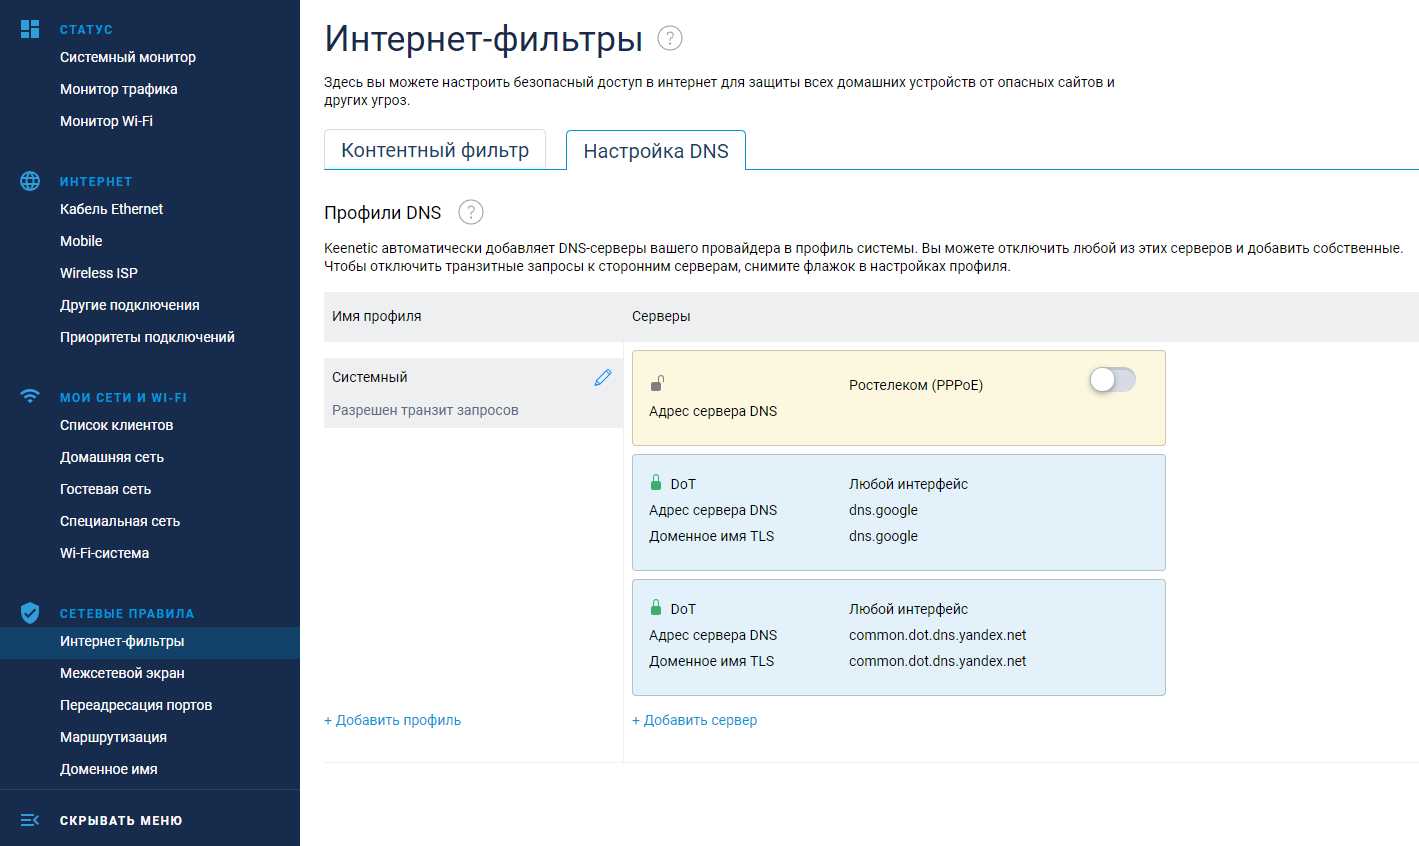 СТАТУС
Системный монитор
Монитор трафика
Монитор Wi-Fi
ИНТЕРНЕТ
Кабель Ethernet
Mobile
Wireless ISP
Другие подключения
Приоритеты подключений
МОИ СЕТИ И WI-FI
Список клиентов
Домашняя сеть
Гостевая сеть
Специальная сеть
Wi-Fi-система
СЕТЕВЫЕ ПРАВИЛА
Интернет-фильтры
Межсетевой экран
Переадресация портов
Маршрутизация
Доменное имя
СКРЫВАТЬ МЕНЮ
Интернет-фильтры ?
Здесь вы можете настроить безопасный доступ в интернет для защиты всех домашних устройств от опасных сайтов и
других угроз.
Контентный фильтр
Настройка DNS
Профили DNS ?
Keenetic автоматически добавляет DNS-серверы вашего провайдера в профиль системы. Вы можете отключить любой из этих серверов и добавить собственные.
Чтобы отключить транзитные запросы к сторонним серверам, снимите флажок в настройках профиля.
Имя профиля
Серверы
Системный
Разрешен транзит запросов
+ Добавить профиль
Ростелеком (PPPoE)
Адрес сервера DNS
DoT Любой интерфейс
Адрес сервера DNS dns.google
Доменное имя TLS dns.google
DoT Любой интерфейс
Адрес сервера DNS common.dot.dns.yandex.net
Доменное имя TLS common.dot.dns.yandex.net
+ Добавить сервер